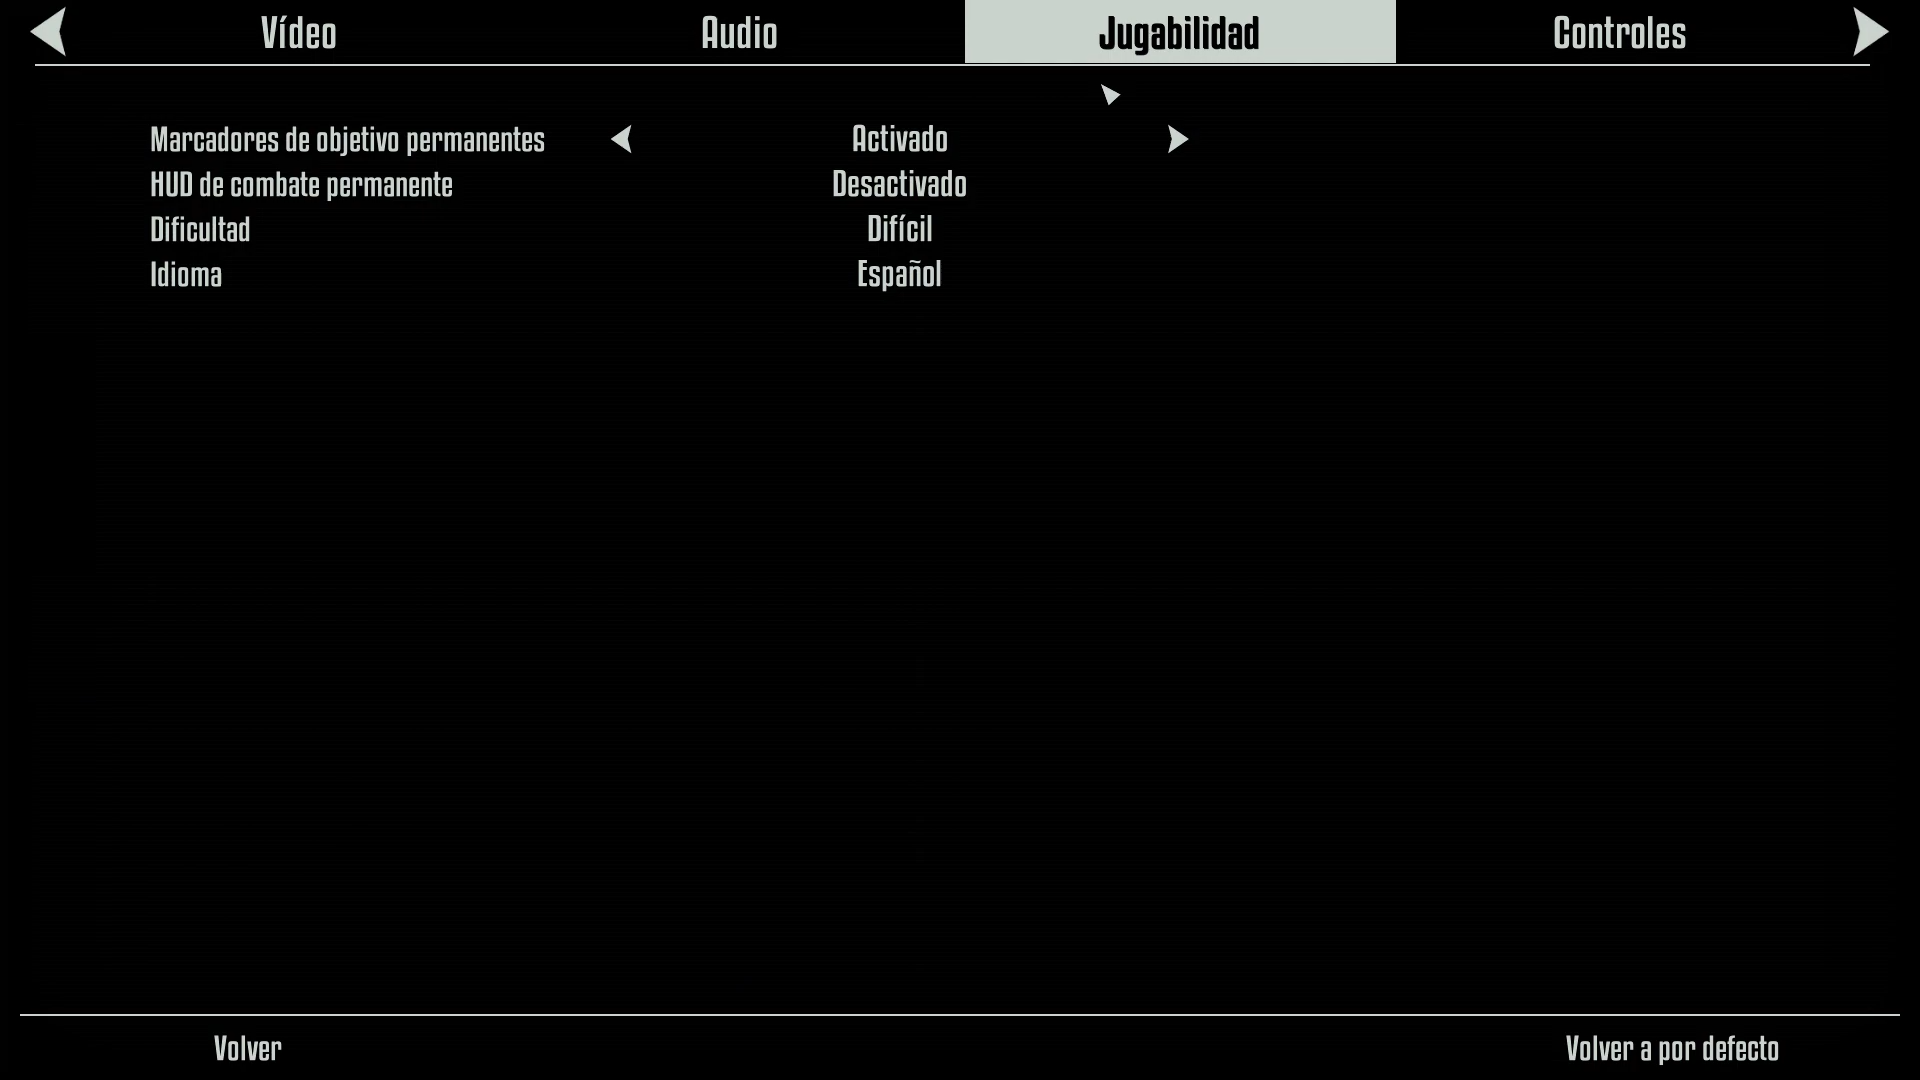 Vídeo Audio Jugabilidad Controles
Marcadores de objetivo permanentes Activado
HUD de combate permanente Desactivado
Dificultad Difícil
Idioma Español
Volver Volver a por defecto